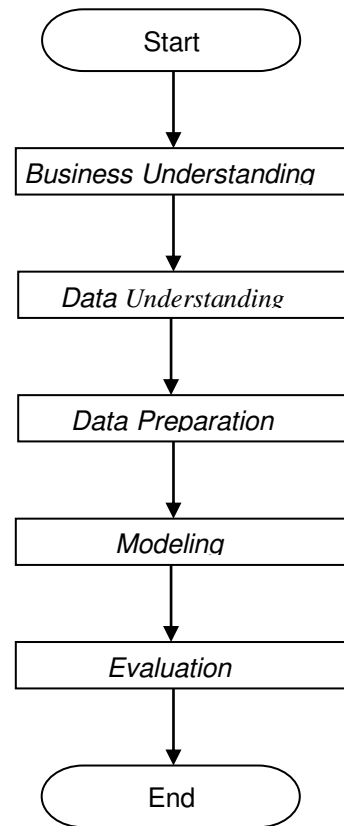 Start
Business Understanding
Data Understanding
Data Preparation
Modeling
Evaluation
End